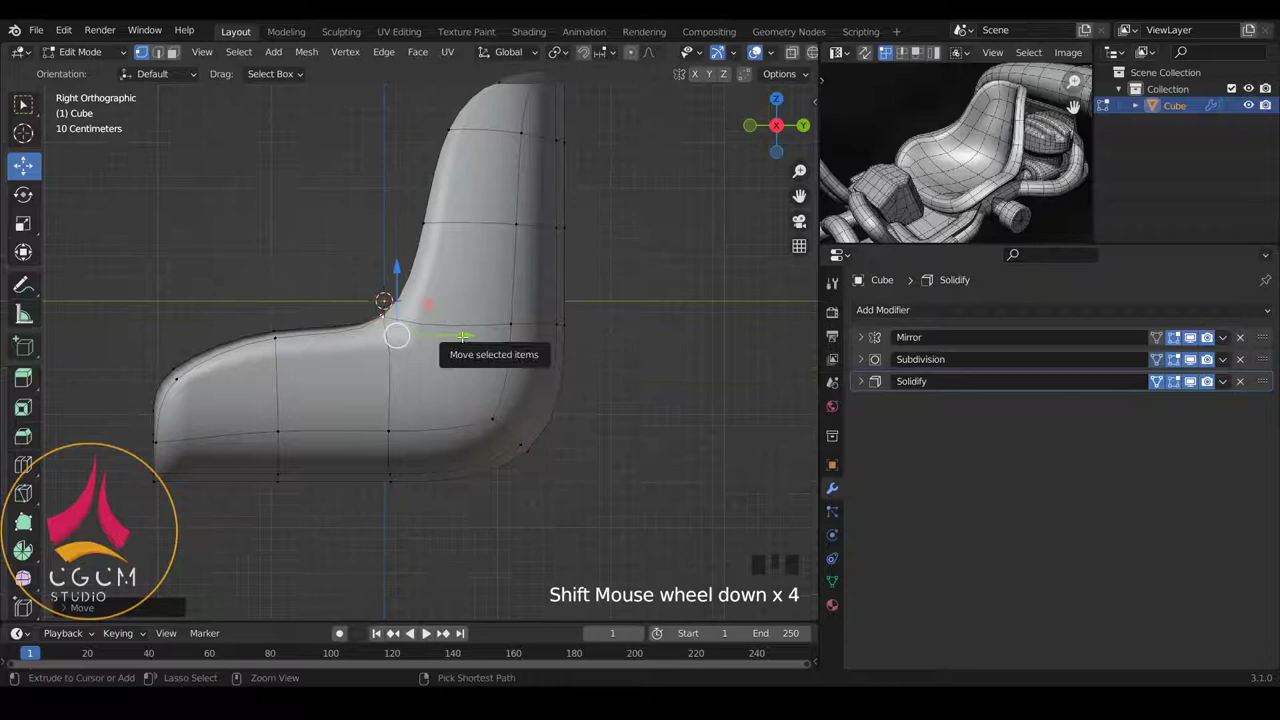 File Edit Render Window Help Layout Modeling Sculpting UV Editing Texture Paint Shading Animation Rendering Compositing Geometry Nodes Scripting + Scene ViewLayer
Edit Mode View Select Add Mesh Vertex Edge Face UV Global View Select Image
Orientation: Default Drag: Select Box X Y Z Options
Scene Collection
Collection
Cube
Right Orthographic
(1) Cube
10 Centimeters
Z
X
Y
Cube Solidify
Add Modifier
Mirror
Subdivision
Solidify
Move selected items
CGCM
STUDIO
Move
Shift Mouse wheel down x 4
Playback Keying View Marker 1 Start 1 End 250
1 20 40 60 80 100 120 140 160 180 200 220 240
Extrude to Cursor or Add Lasso Select Zoom View Pick Shortest Path 3.1.0